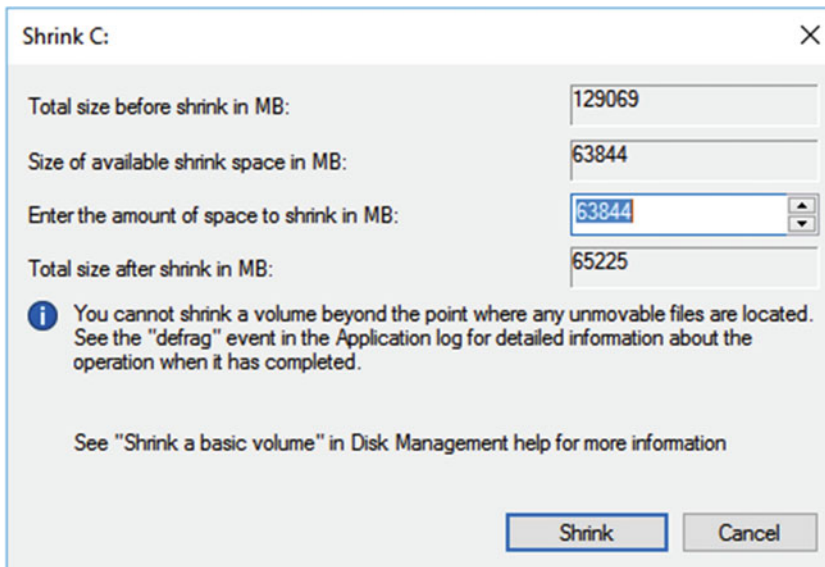 Shrink C:
Total size before shrink in MB: 129069
Size of available shrink space in MB: 63844
Enter the amount of space to shrink in MB: 63844
Total size after shrink in MB: 65225
You cannot shrink a volume beyond the point where any unmovable files are located.
See the "defrag" event in the Application log for detailed information about the
operation when it has completed.
See "Shrink a basic volume" in Disk Management help for more information
Shrink Cancel